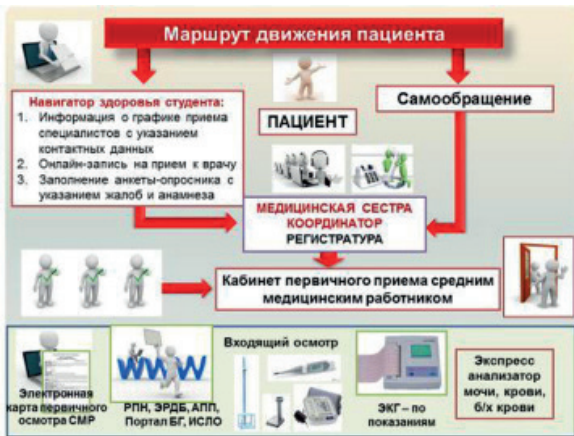 Маршрут движения пациента
Навигатор здоровья студента:
1. Информация о графике приема
специалистов с указанием
контактных данных
2. Онлайн-запись на прием к врачу
3. Заполнение анкеты-опросника с
указанием жалоб и анамнеза
ПАЦИЕНТ
Самообращение
МЕДИЦИНСКАЯ СЕСТРА
КООРДИНАТОР
РЕГИСТРАТУРА
Кабинет первичного приема средним
медицинским работником
Электронная
карта первичного
осмотра СМР
WWW
РПН, ЭРДБ, АПП,
Портал БГ, ИСЛО
Входящий осмотр
ЭКГ – по
показаниям
Экспресс
анализатор
мочи, крови,
б/х крови